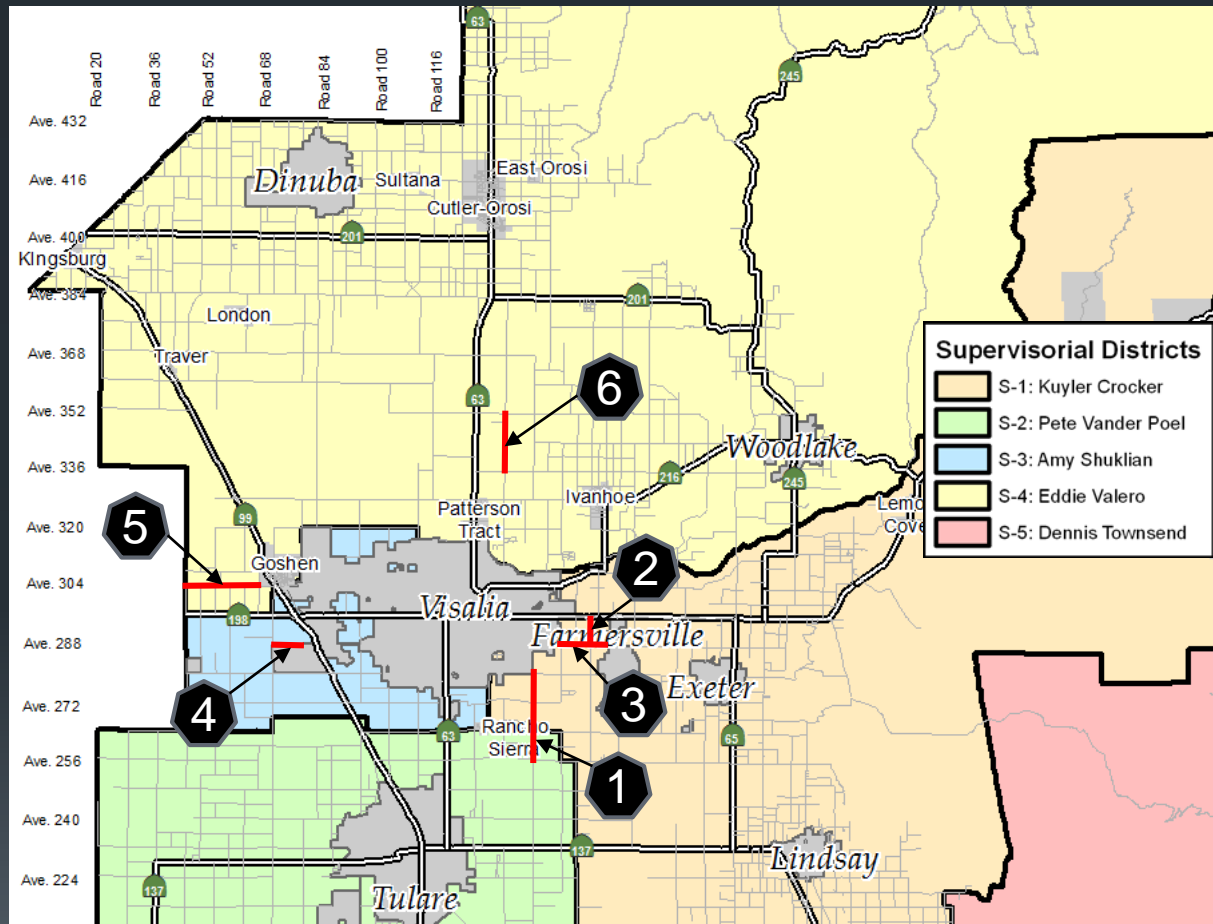 63
245
Road 20
Road 36
Road 52
Road 68
Road 84
Road 100
Road 116
Ave. 432
Ave. 416
Ave. 400
Ave. 384
Ave. 368
Ave. 352
Ave. 336
Ave. 320
Ave. 304
Ave. 288
Ave. 272
Ave. 256
Ave. 240
Ave. 224
Dinuba
Sultana
East Orosi
Cutler-Orosi
201
KIngsburg
201
London
Traver
63
6
Woodlake
216
245
Ivanhoe
Patterson
Tract
99
5
Goshen
2
Lemo
Cove
198
Visalia
Farmersville
4
3
Exeter
63
Rancho
Sierra
65
1
137
Lindsay
137
Tulare
Supervisorial Districts
S-1: Kuyler Crocker
S-2: Pete Vander Poel
S-3: Amy Shuklian
S-4: Eddie Valero
S-5: Dennis Townsend